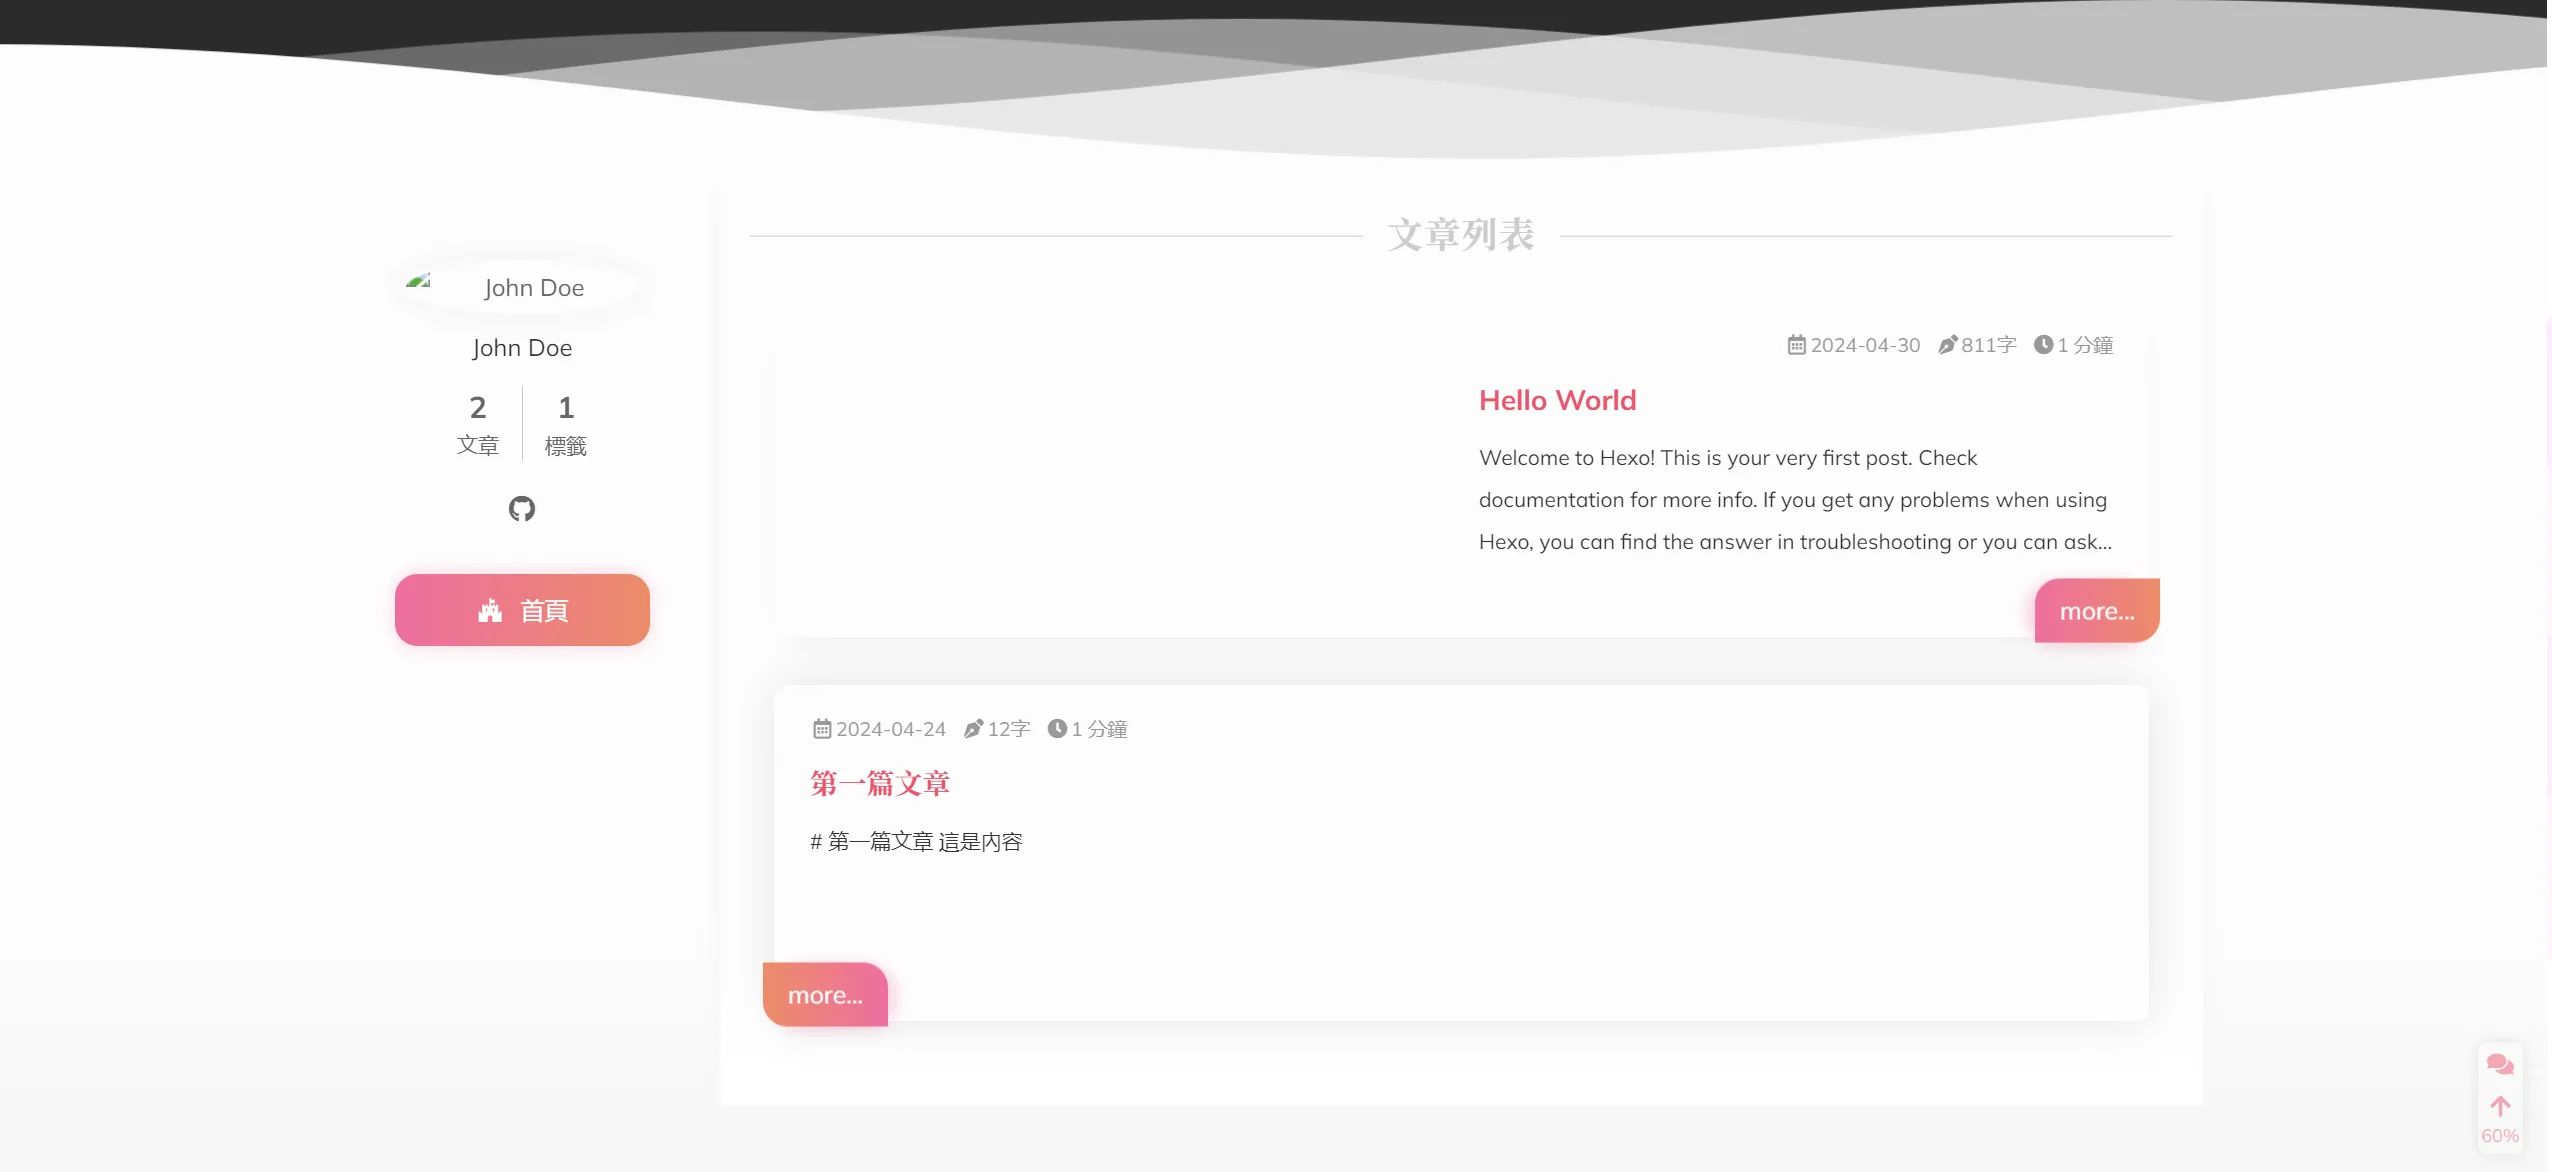 文章列表
John Doe
John Doe
2
文章
1
標籤
首頁
2024-04-30 811字 1 分鐘
Hello World
Welcome to Hexo! This is your very first post. Check
documentation for more info. If you get any problems when using
Hexo, you can find the answer in troubleshooting or you can ask...
more...
2024-04-24 12字 1 分鐘
第一篇文章
# 第一篇文章 這是內容
more...
60%